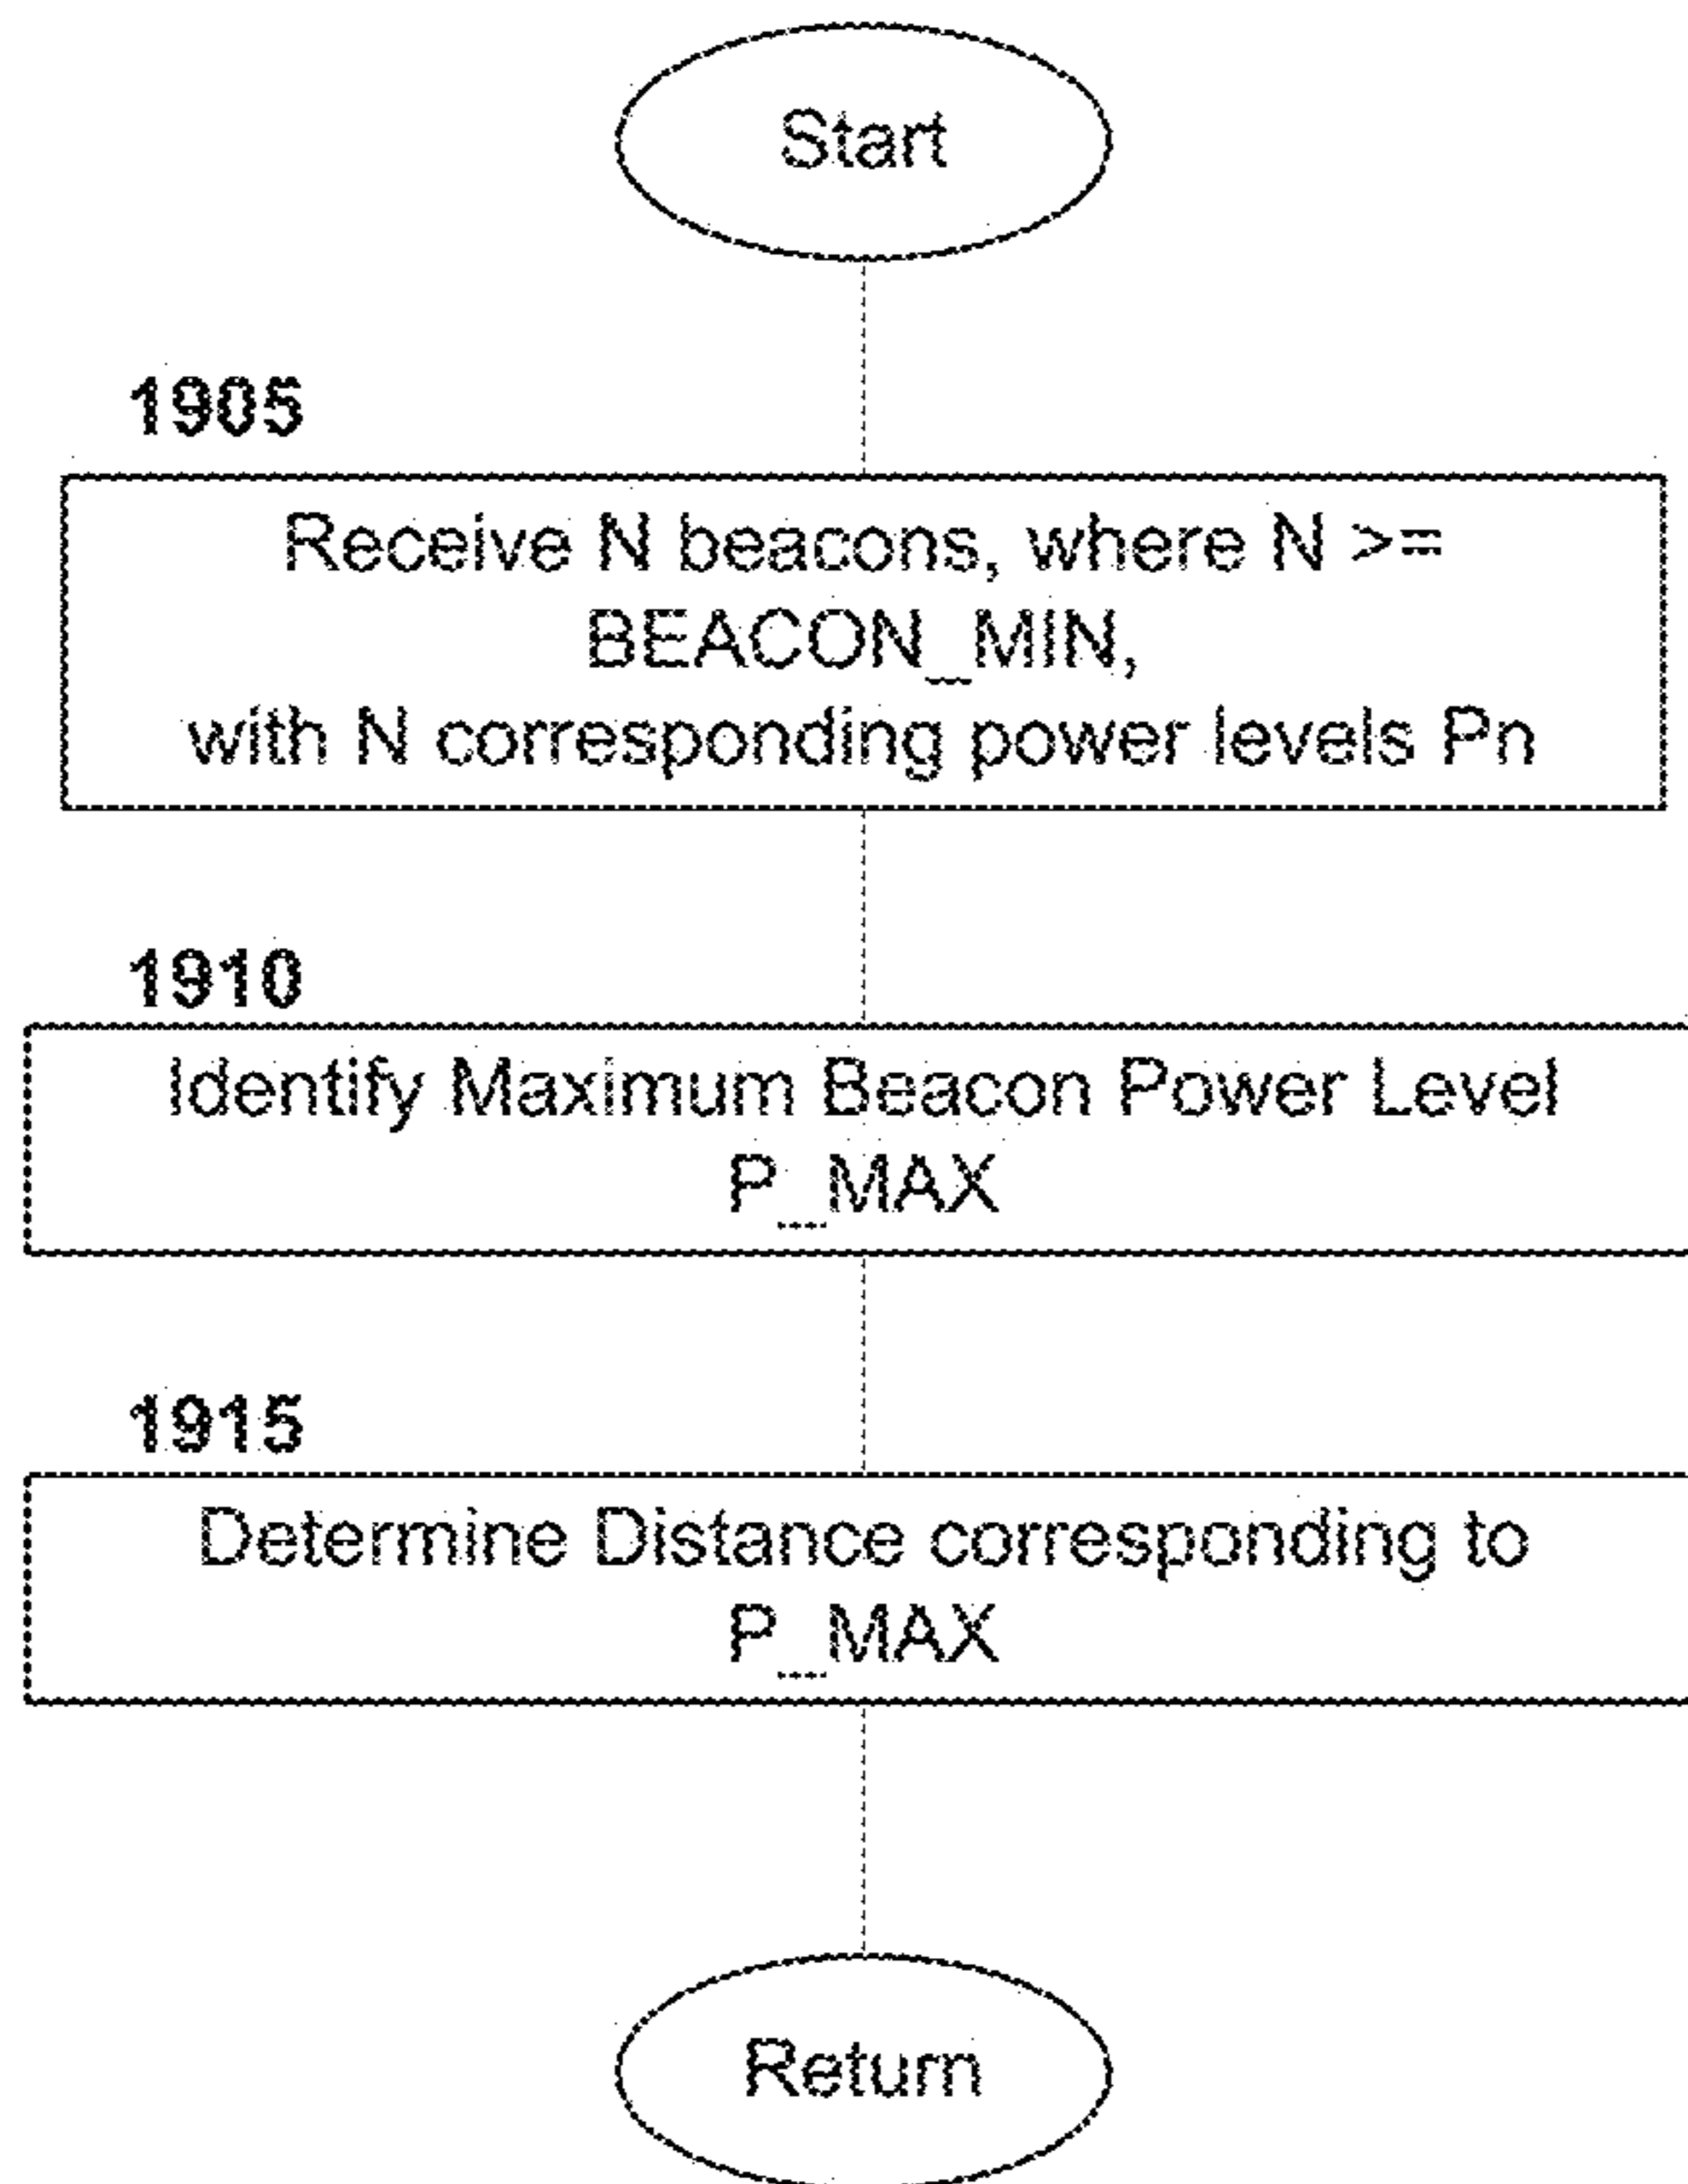 Start
1905
Receive N beacons, where N >=
BEACON_MIN,
with N corresponding power levels Pn
1910
Identify Maximum Beacon Power Level
P_MAX
1915
Determine Distance corresponding to
P_MAX
Return